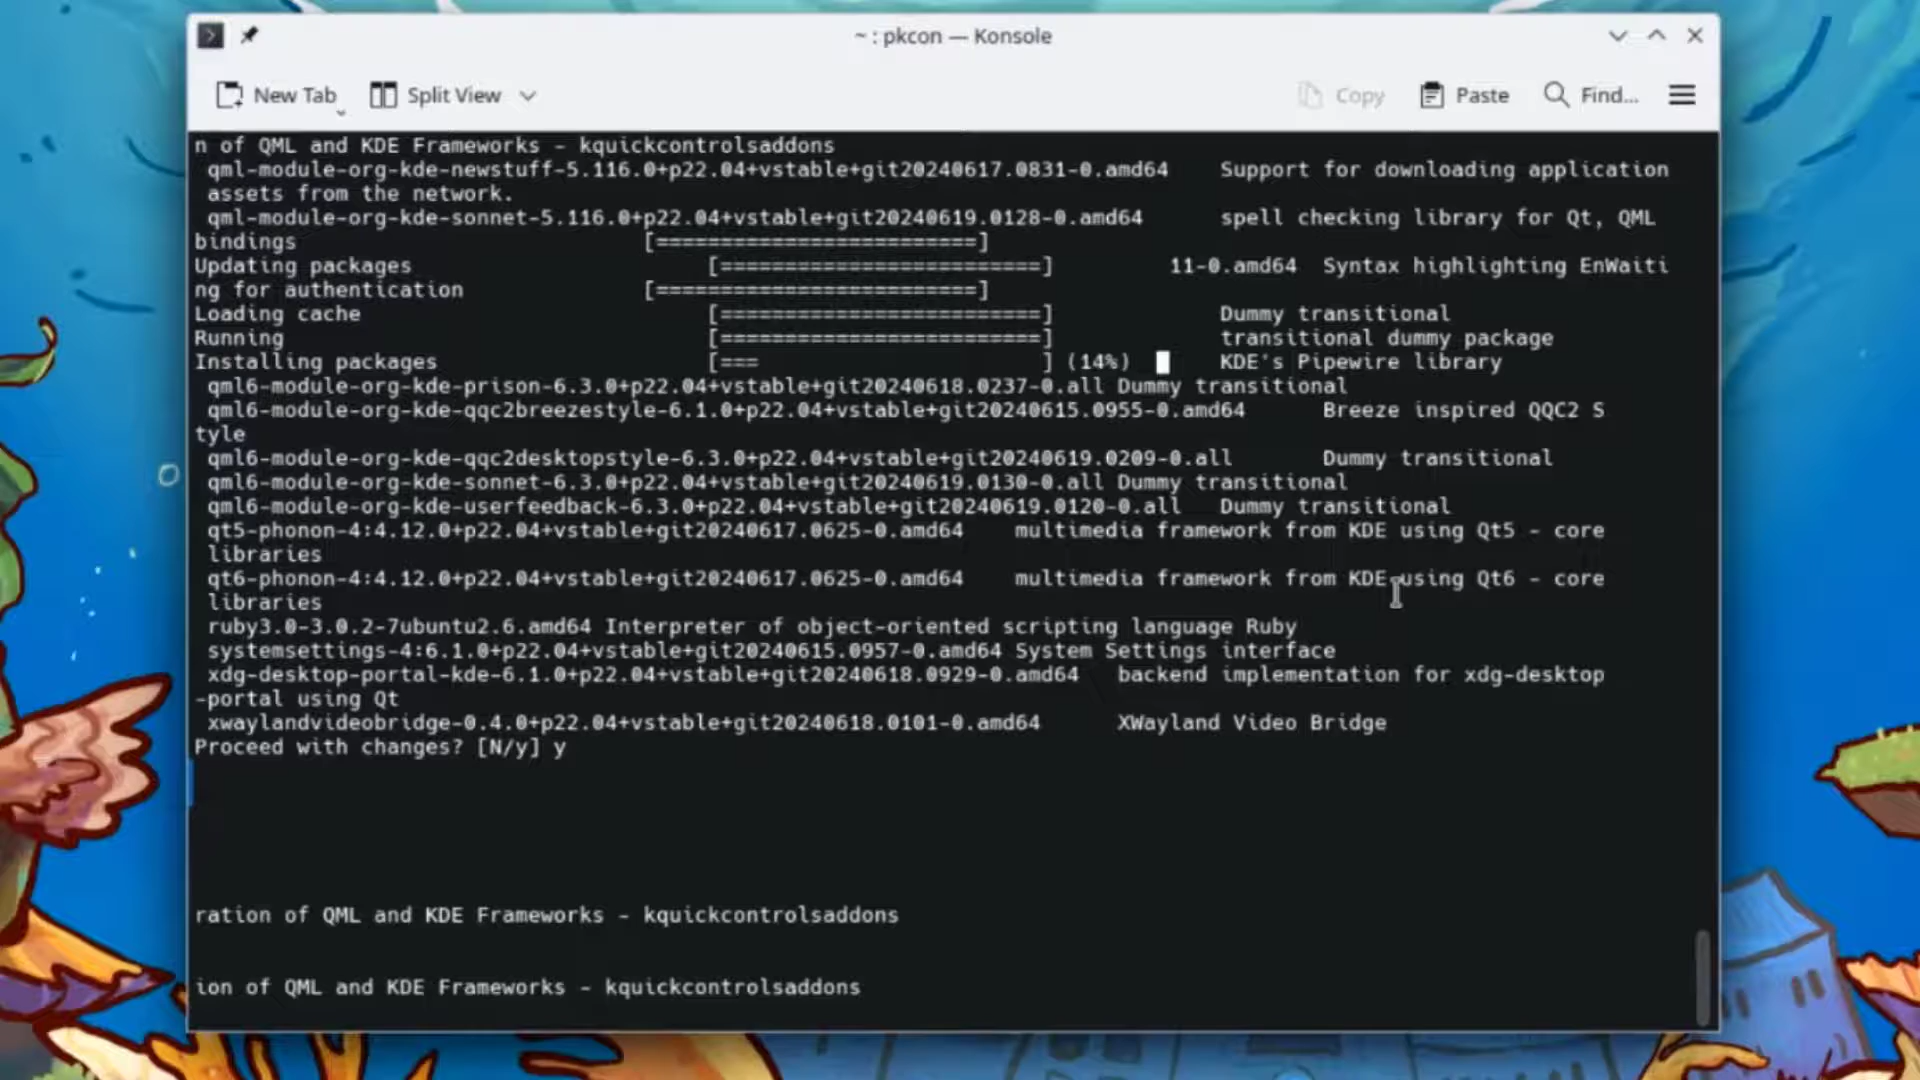 ~ : pkcon — Konsole
New Tab Split View Copy Paste Find...
n of QML and KDE Frameworks - kquickcontrolsaddons
qml-module-org-kde-newstuff-5.116.0+p22.04+vstable+git20240617.0831-0.amd64 Support for downloading application
assets from the network.
qml-module-org-kde-sonnet-5.116.0+p22.04+vstable+git20240619.0128-0.amd64 spell checking library for Qt, QML
bindings [=========================]
Updating packages [=========================] 11-0.amd64 Syntax highlighting EnWaiti
ng for authentication [=========================]
Loading cache [=========================] Dummy transitional
Running [=========================] transitional dummy package
Installing packages [=== ] (14%) KDE's Pipewire library
qml6-module-org-kde-prison-6.3.0+p22.04+vstable+git20240618.0237-0.all Dummy transitional
qml6-module-org-kde-qqc2breezestyle-6.1.0+p22.04+vstable+git20240615.0955-0.amd64 Breeze inspired QQC2 S
tyle
qml6-module-org-kde-qqc2desktopstyle-6.3.0+p22.04+vstable+git20240619.0209-0.all Dummy transitional
qml6-module-org-kde-sonnet-6.3.0+p22.04+vstable+git20240619.0130-0.all Dummy transitional
qml6-module-org-kde-userfeedback-6.3.0+p22.04+vstable+git20240619.0120-0.all Dummy transitional
qt5-phonon-4:4.12.0+p22.04+vstable+git20240617.0625-0.amd64 multimedia framework from KDE using Qt5 - core
libraries
qt6-phonon-4:4.12.0+p22.04+vstable+git20240617.0625-0.amd64 multimedia framework from KDE using Qt6 - core
libraries
ruby3.0-3.0.2-7ubuntu2.6.amd64 Interpreter of object-oriented scripting language Ruby
systemsettings-4:6.1.0+p22.04+vstable+git20240615.0957-0.amd64 System Settings interface
xdg-desktop-portal-kde-6.1.0+p22.04+vstable+git20240618.0929-0.amd64 backend implementation for xdg-desktop
-portal using Qt
xwaylandvideobridge-0.4.0+p22.04+vstable+git20240618.0101-0.amd64 XWayland Video Bridge
Proceed with changes? [N/y] y
ration of QML and KDE Frameworks - kquickcontrolsaddons
ion of QML and KDE Frameworks - kquickcontrolsaddons